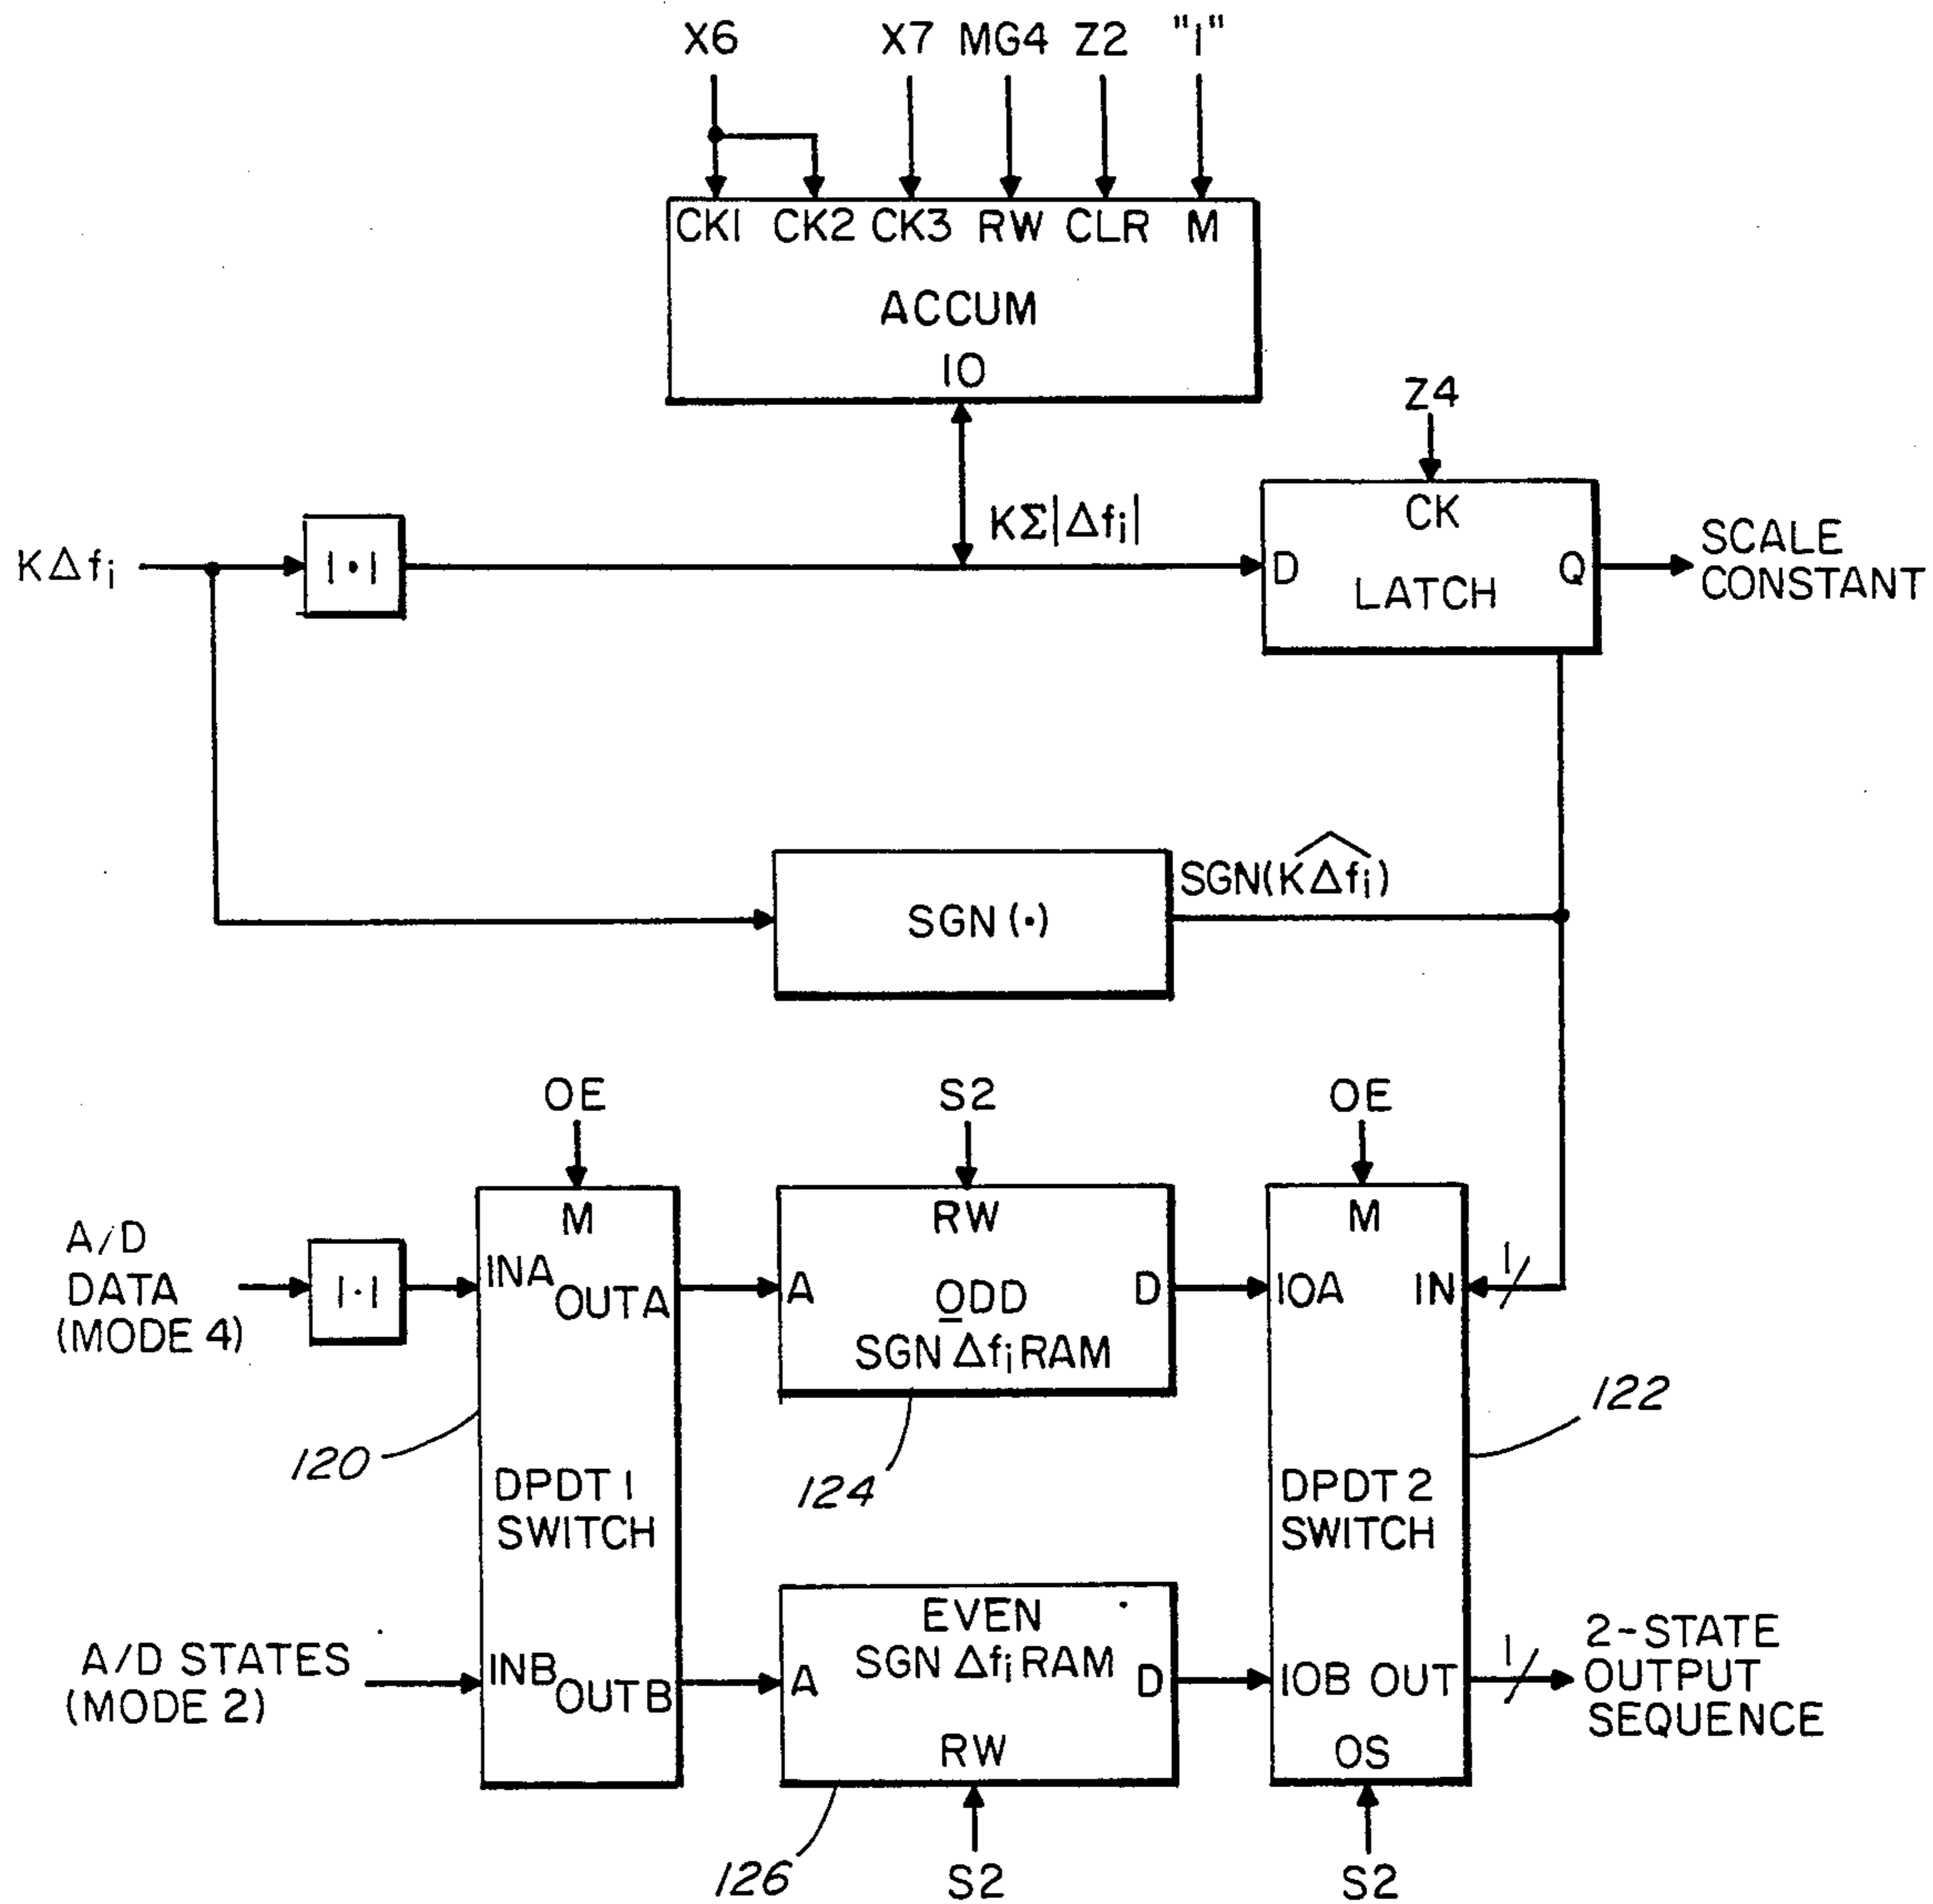 X6 X7 MG4 Z2 "1"
CK1 CK2 CK3 RW CLR M
ACCUM
IO
Z4
KΣ|Δfi|
CK
D Q
LATCH
SCALE
CONSTANT
KΔfi
|•|
SGN(KΔfi)
SGN (•)
OE S2 OE
A/D
DATA
(MODE 4)
|•|
M
INA
OUTA
DPDT 1
SWITCH
INB
OUTB
120
RW
A D
ODD
SGN Δfi RAM
124
M
IOA IN
1
DPDT 2
SWITCH
122
A/D STATES
(MODE 2)
EVEN
SGN Δfi RAM
A D
RW
126
IOB OUT
OS
1
2-STATE
OUTPUT
SEQUENCE
S2 S2